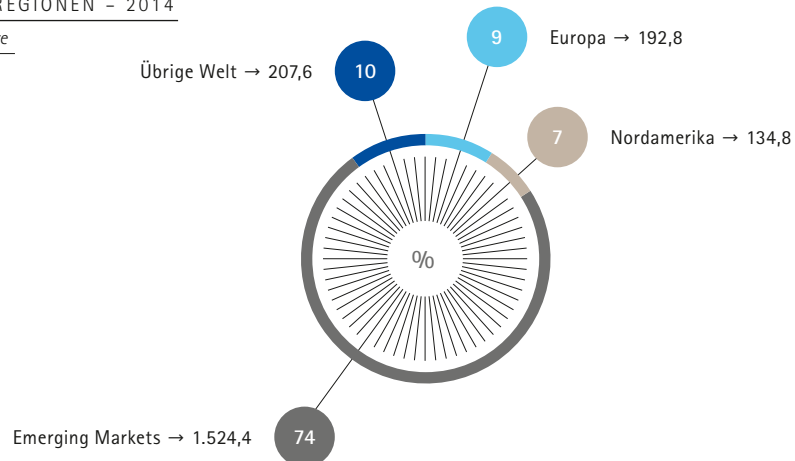 REGIONEN – 2014
9
Europa → 192,8
Übrige Welt → 207,6
10
7
Nordamerika → 134,8
%
Emerging Markets → 1.524,4
74